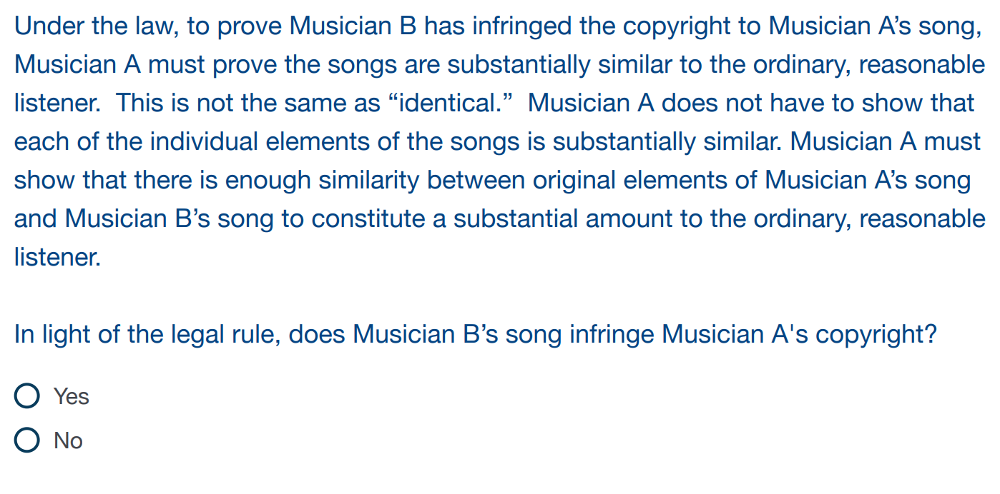 Under the law, to prove Musician B has infringed the copyright to Musician A’s song,
Musician A must prove the songs are substantially similar to the ordinary, reasonable
listener.  This is not the same as “identical.”  Musician A does not have to show that
each of the individual elements of the songs is substantially similar. Musician A must
show that there is enough similarity between original elements of Musician A’s song
and Musician B’s song to constitute a substantial amount to the ordinary, reasonable
listener.
In light of the legal rule, does Musician B’s song infringe Musician A's copyright?
Yes
No